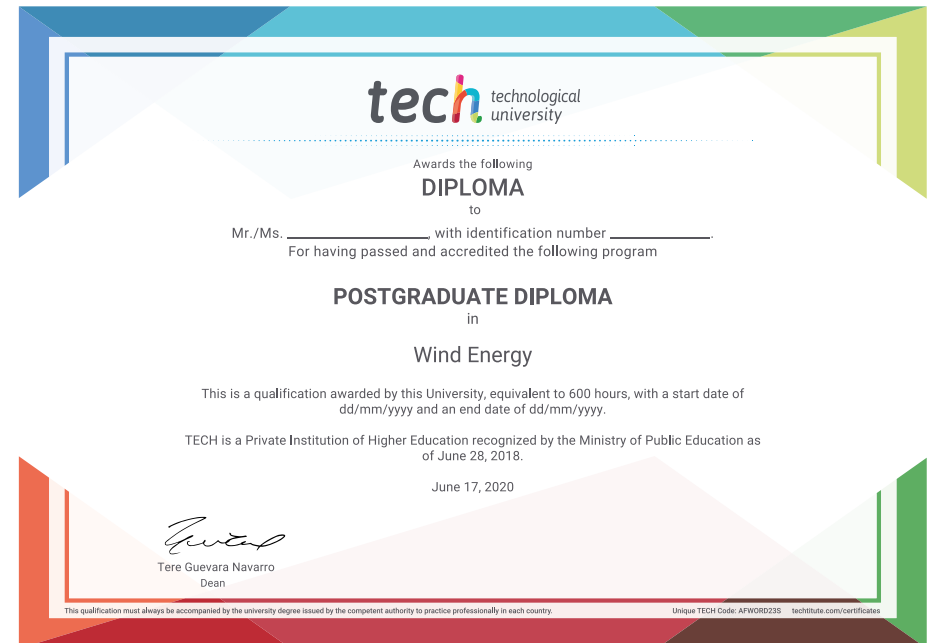 tech technological
university
Awards the following
DIPLOMA
to
Mr./Ms. ____________________, with identification number ______________.
For having passed and accredited the following program
POSTGRADUATE DIPLOMA
in
Wind Energy
This is a qualification awarded by this University, equivalent to 600 hours, with a start date of
dd/mm/yyyy and an end date of dd/mm/yyyy.
TECH is a Private Institution of Higher Education recognized by the Ministry of Public Education as
of June 28, 2018.
June 17, 2020
Tere Guevara Navarro
Dean
This qualification must always be accompanied by the university degree issued by the competent authority to practice professionally in each country. Unique TECH Code: AFWORD23S techtitute.com/certificates